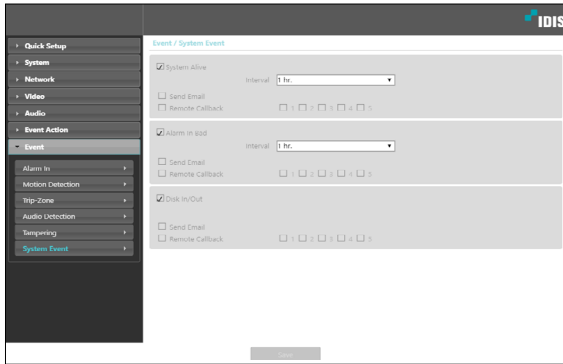 IDIS
Quick Setup
System
Network
Video
Audio
Event Action
Event
Alarm In
Motion Detection
Trip-Zone
Audio Detection
Tampering
System Event
Event / System Event
System Alive
Interval 1 hr.
Send Email
Remote Callback 1 2 3 4 5
Alarm In Bad
Interval 1 hr.
Send Email
Remote Callback 1 2 3 4 5
Disk In/Out
Send Email
Remote Callback 1 2 3 4 5
Save